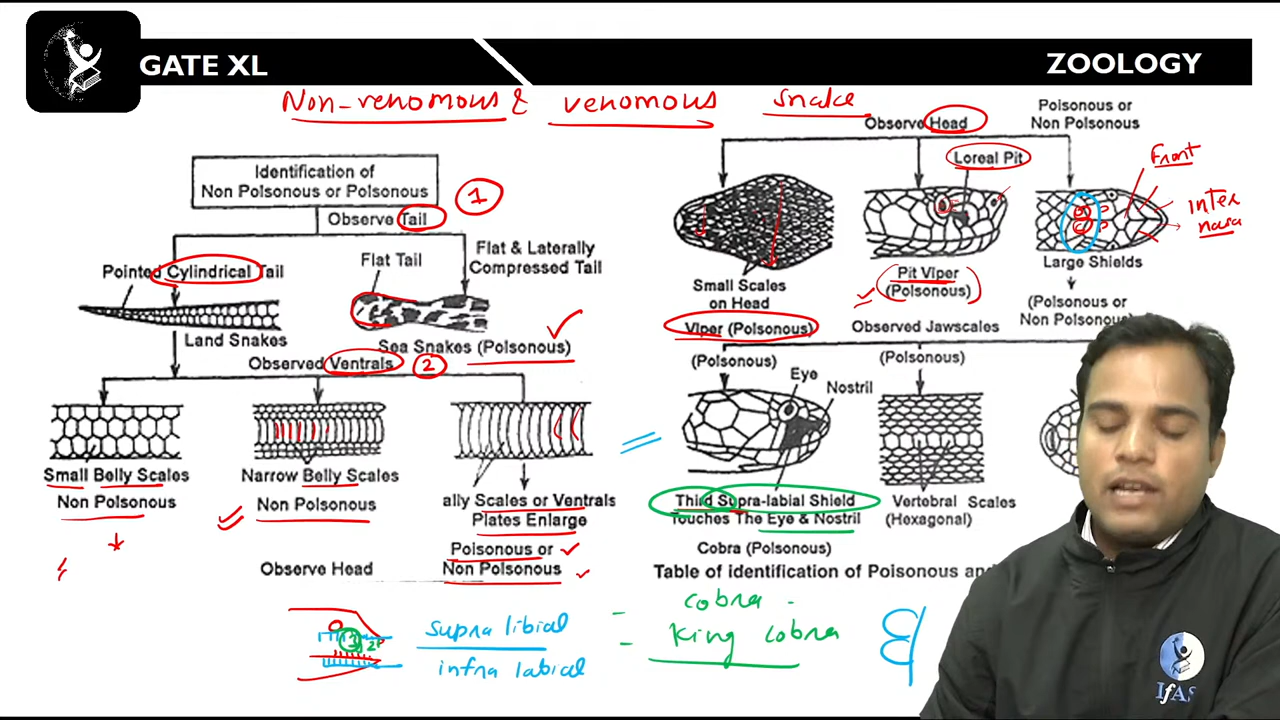 GATE XL
ZOOLOGY
Non-venomous & venomous snake
Identification of
Non Poisonous or Poisonous
1
Observe Tail
Pointed Cylindrical Tail
Flat Tail
Flat & Laterally
Compressed Tail
Land Snakes
Sea Snakes (Poisonous)
Observed Ventrals 2
Small Belly Scales
Non Poisonous
Narrow Belly Scales
Non Poisonous
ally Scales or Ventrals
Plates Enlarge
Poisonous or
Non Poisonous
Observe Head
supra libial
infra labial
Observe Head
Poisonous or
Non Poisonous
Loreal Pit
Front
Inter
nasa
Small Scales
on Head
Viper (Poisonous)
Pit Viper
(Poisonous)
Large Shields
(Poisonous or
Non Poisonous
Observed Jawscales
(Poisonous)
(Poisonous)
Eye
Nostril
Third Supra-labial Shield
Touches The Eye & Nostril
Cobra (Poisonous)
Vertebral Scales
(Hexagonal)
Table of identification of Poisonous and
- cobra -
- King cobra
IfAS